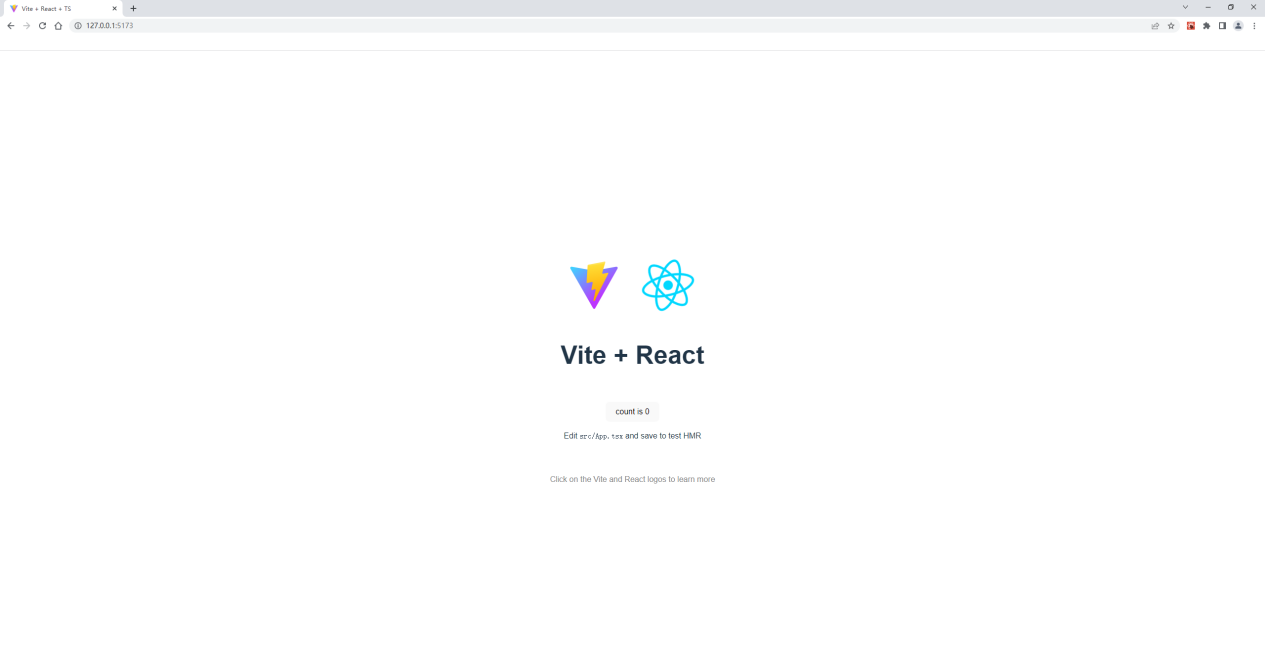 Vite + React + TS
127.0.0.1:5173
Vite + React
count is 0
Edit src/App.tsx and save to test HMR
Click on the Vite and React logos to learn more